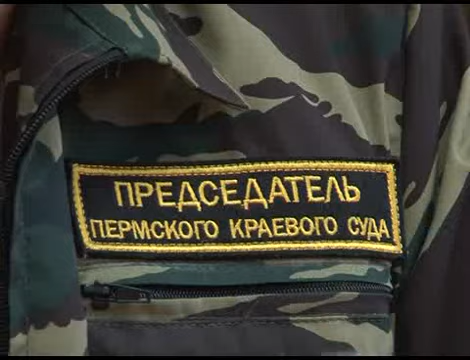 ПРЕДСЕДАТЕЛЬ
ПЕРМСКОГО КРАЕВОГО СУДА